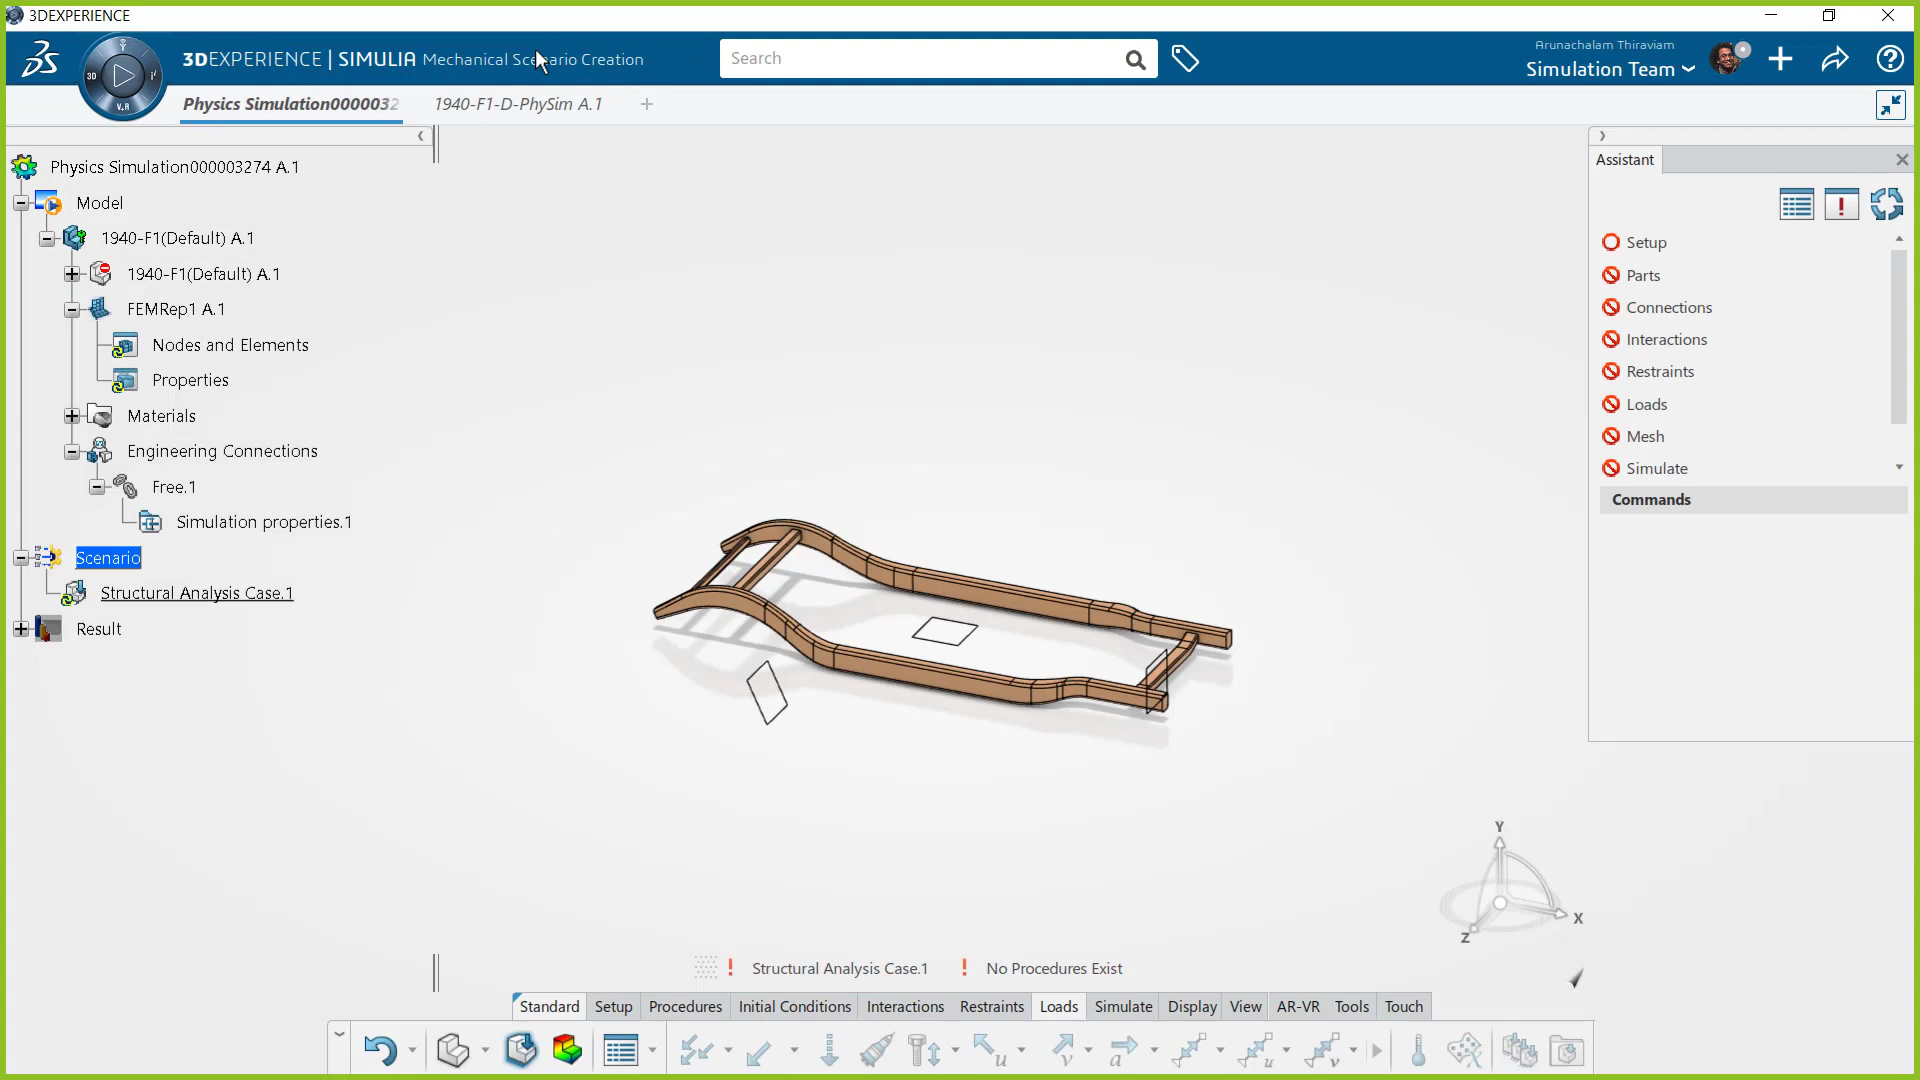 3DEXPERIENCE
3DEXPERIENCE | SIMULIA Mechanical Scenario Creation
Search
Arunachalam Thiraviam
Simulation Team
3D
V.R
Physics Simulation0000032
1940-F1-D-PhySim A.1
Physics Simulation000003274 A.1
Model
1940-F1(Default) A.1
1940-F1(Default) A.1
FEMRep1 A.1
Nodes and Elements
Properties
Materials
Engineering Connections
Free.1
Simulation properties.1
Scenario
Structural Analysis Case.1
Result
Assistant
Setup
Parts
Connections
Interactions
Restraints
Loads
Mesh
Simulate
Commands
Y
X
Z
Structural Analysis Case.1
No Procedures Exist
Standard Setup Procedures Initial Conditions Interactions Restraints Loads Simulate Display View AR-VR Tools Touch
u v a u v